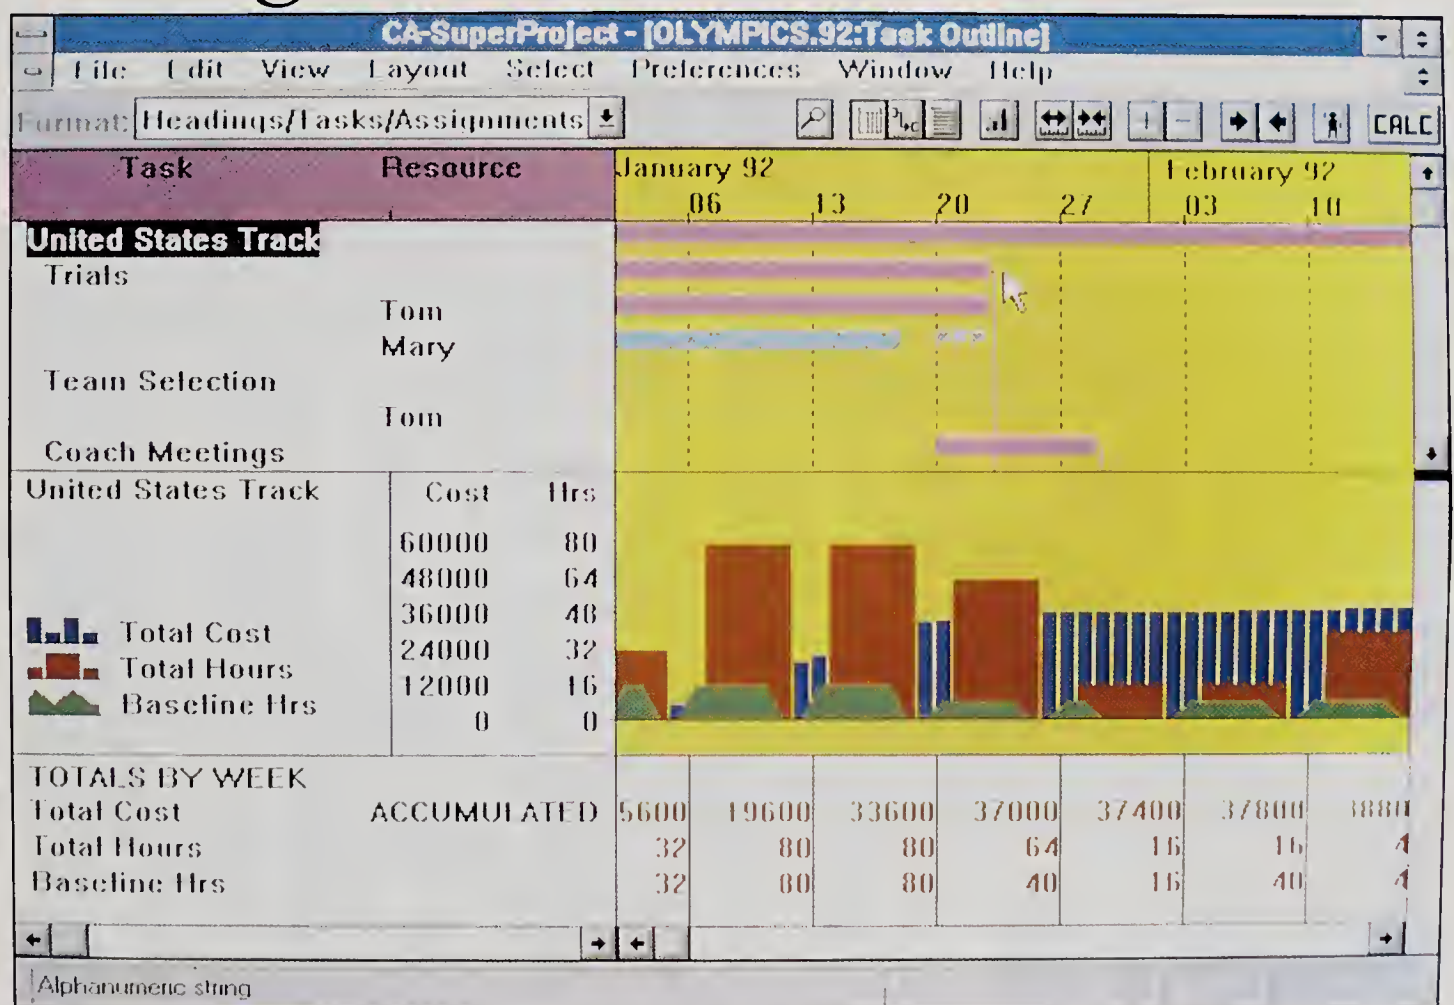 CA-SuperProject - [OLYMPICS.92:Task Outline]
File Edit View Layout Select Preferences Window Help
Format: Headings/Tasks/Assignments CALC
Task Resource January 92 February 92
06 13 20 27 03 10
United States Track
Trials
Tom
Mary
Team Selection
Tom
Coach Meetings
United States Track Cost Hrs
60000 80
48000 64
36000 48
Total Cost 24000 32
Total Hours 12000 16
Baseline Hrs 0 0
TOTALS BY WEEK
Total Cost ACCUMULATED 5600 19600 33600 37000 37400 37800 3880
Total Hours 32 80 80 64 16 16 4
Baseline Hrs 32 80 80 40 16 40 4
Alphanumeric string